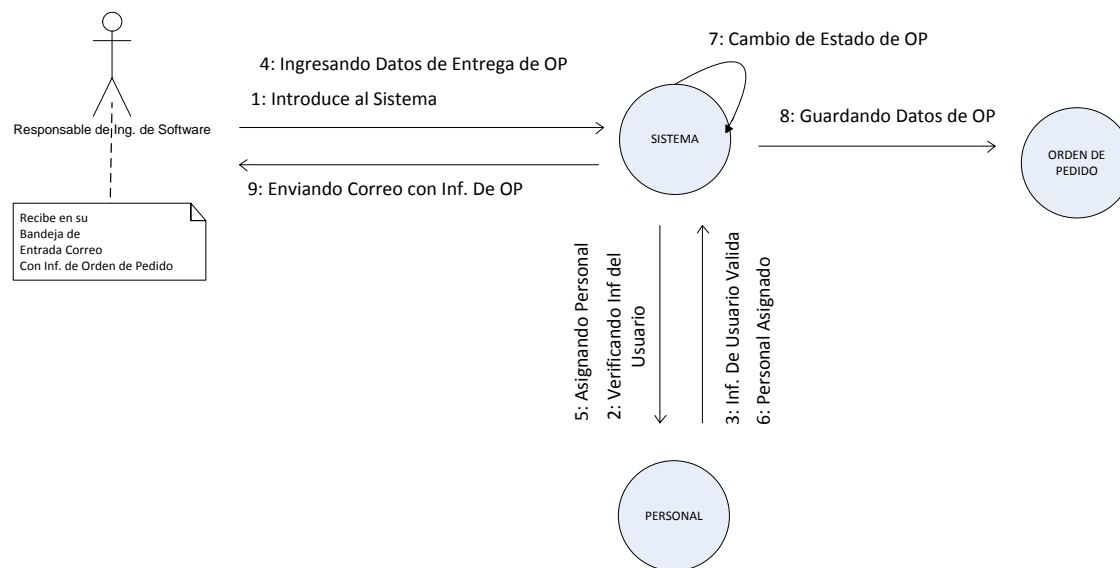 7: Cambio de Estado de OP
4: Ingresando Datos de Entrega de OP
1: Introduce al Sistema
Responsable de Ing. de Software
SISTEMA
8: Guardando Datos de OP
ORDEN DE
PEDIDO
9: Enviando Correo con Inf. De OP
Recibe en su
Bandeja de
Entrada Correo
Con Inf. de Orden de Pedido
5: Asignando Personal
2: Verificando Inf del
Usuario
3: Inf. De Usuario Valida
6: Personal Asignado
PERSONAL